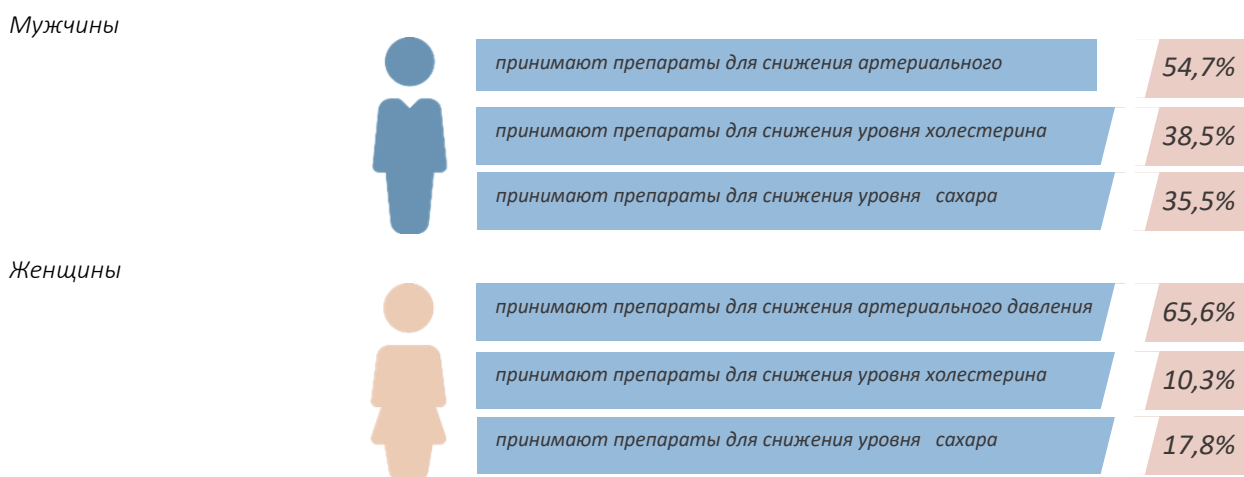 Мужчины
принимают препараты для снижения артериального 54,7%
принимают препараты для снижения уровня холестерина 38,5%
принимают препараты для снижения уровня сахара 35,5%
Женщины
принимают препараты для снижения артериального давления 65,6%
принимают препараты для снижения уровня холестерина 10,3%
принимают препараты для снижения уровня сахара 17,8%